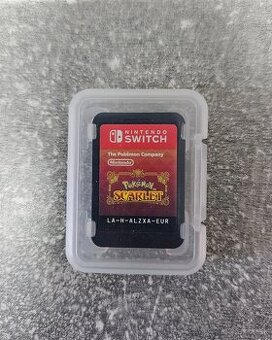 NINTENDO
SWITCH
The Pokémon Company
Nintendo
POKéMON
SCARLET
LA-H-ALZXA-EUR